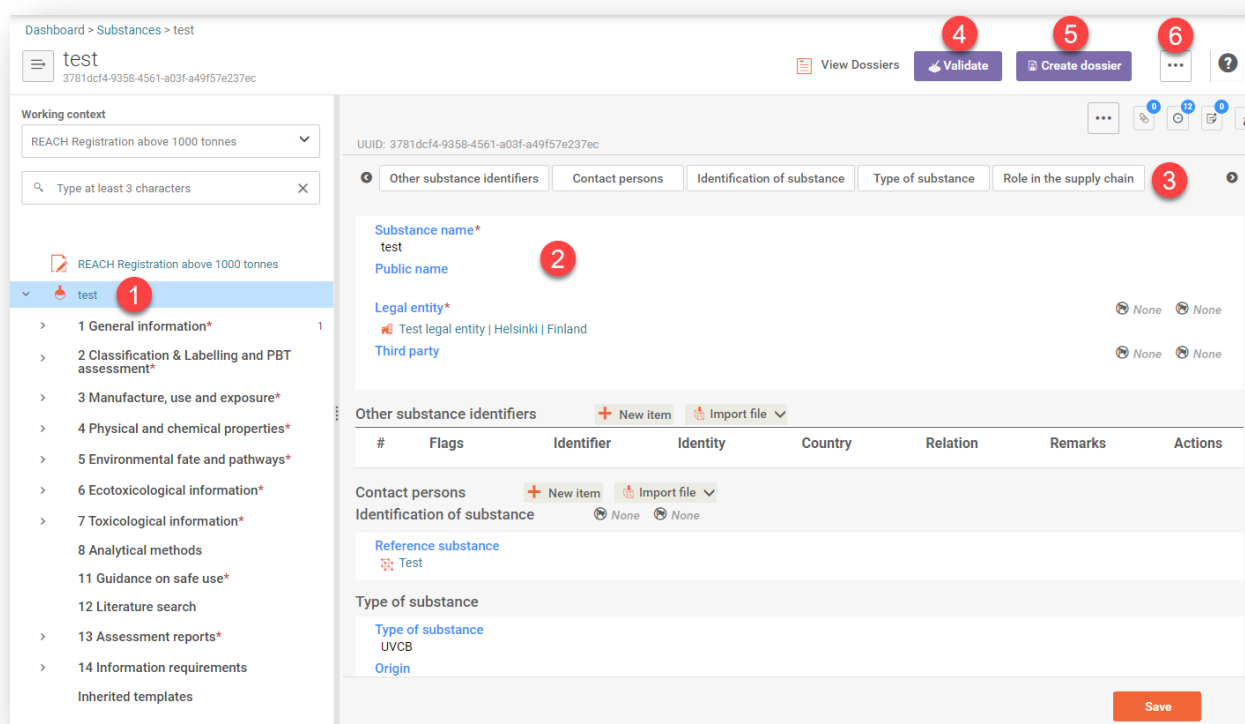 Dashboard > Substances > test
test
3781dcf4-9358-4561-a03f-a49f57e237ec
View Dossiers
4
Validate
5
Create dossier
6
Working context
REACH Registration above 1000 tonnes
Type at least 3 characters
REACH Registration above 1000 tonnes
test
1
1 General information*
1
2 Classification & Labelling and PBT
assessment*
3 Manufacture, use and exposure*
4 Physical and chemical properties*
5 Environmental fate and pathways*
6 Ecotoxicological information*
7 Toxicological information*
8 Analytical methods
11 Guidance on safe use*
12 Literature search
13 Assessment reports*
14 Information requirements
Inherited templates
0
12
0
UUID: 3781dcf4-9358-4561-a03f-a49f57e237ec
Other substance identifiers
Contact persons
Identification of substance
Type of substance
Role in the supply chain
3
Substance name*
test
2
Public name
Legal entity*
None None
Test legal entity | Helsinki | Finland
Third party
None None
Other substance identifiers
New item
Import file
# Flags Identifier Identity Country Relation Remarks Actions
Contact persons
New item
Import file
Identification of substance
None None
Reference substance
Test
Type of substance
Type of substance
UVCB
Origin
Save